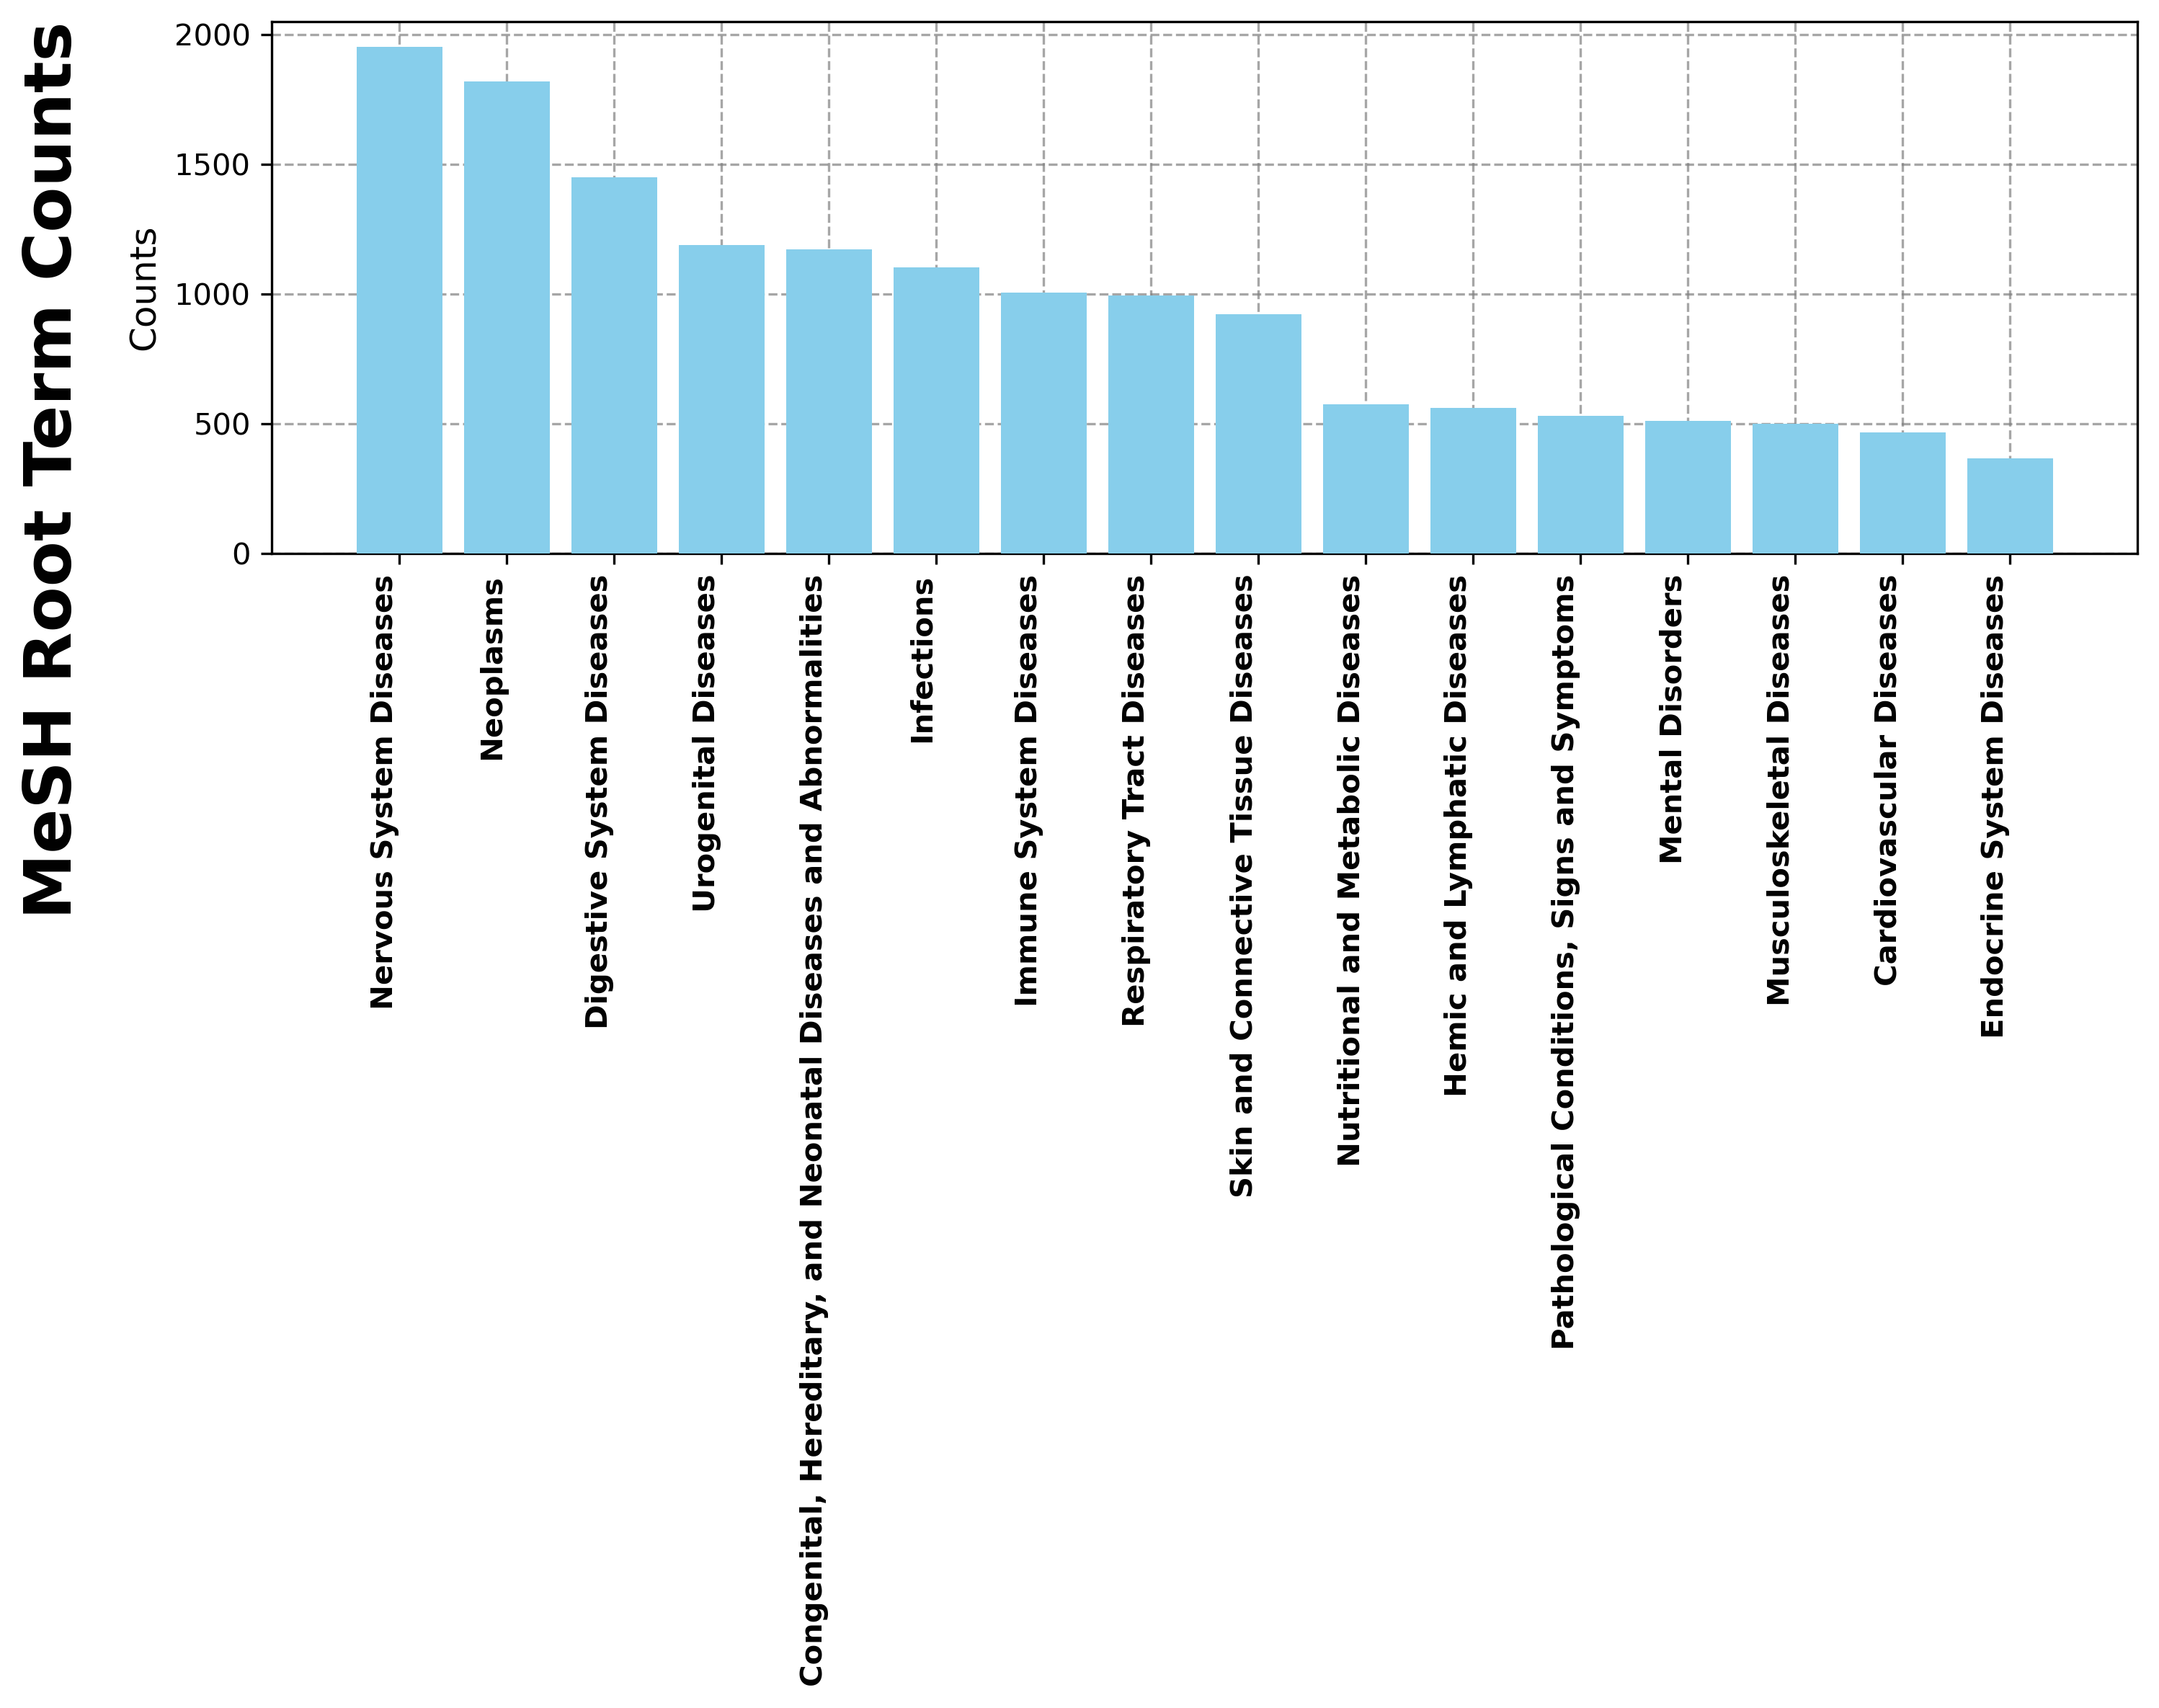 MeSH Root Term Counts
Counts
2000
1500
1000
500
0
Nervous System Diseases
Neoplasms
Digestive System Diseases
Urogenital Diseases
Congenital, Hereditary, and Neonatal Diseases and Abnormalities
Infections
Immune System Diseases
Respiratory Tract Diseases
Skin and Connective Tissue Diseases
Nutritional and Metabolic Diseases
Hemic and Lymphatic Diseases
Pathological Conditions, Signs and Symptoms
Mental Disorders
Musculoskeletal Diseases
Cardiovascular Diseases
Endocrine System Diseases